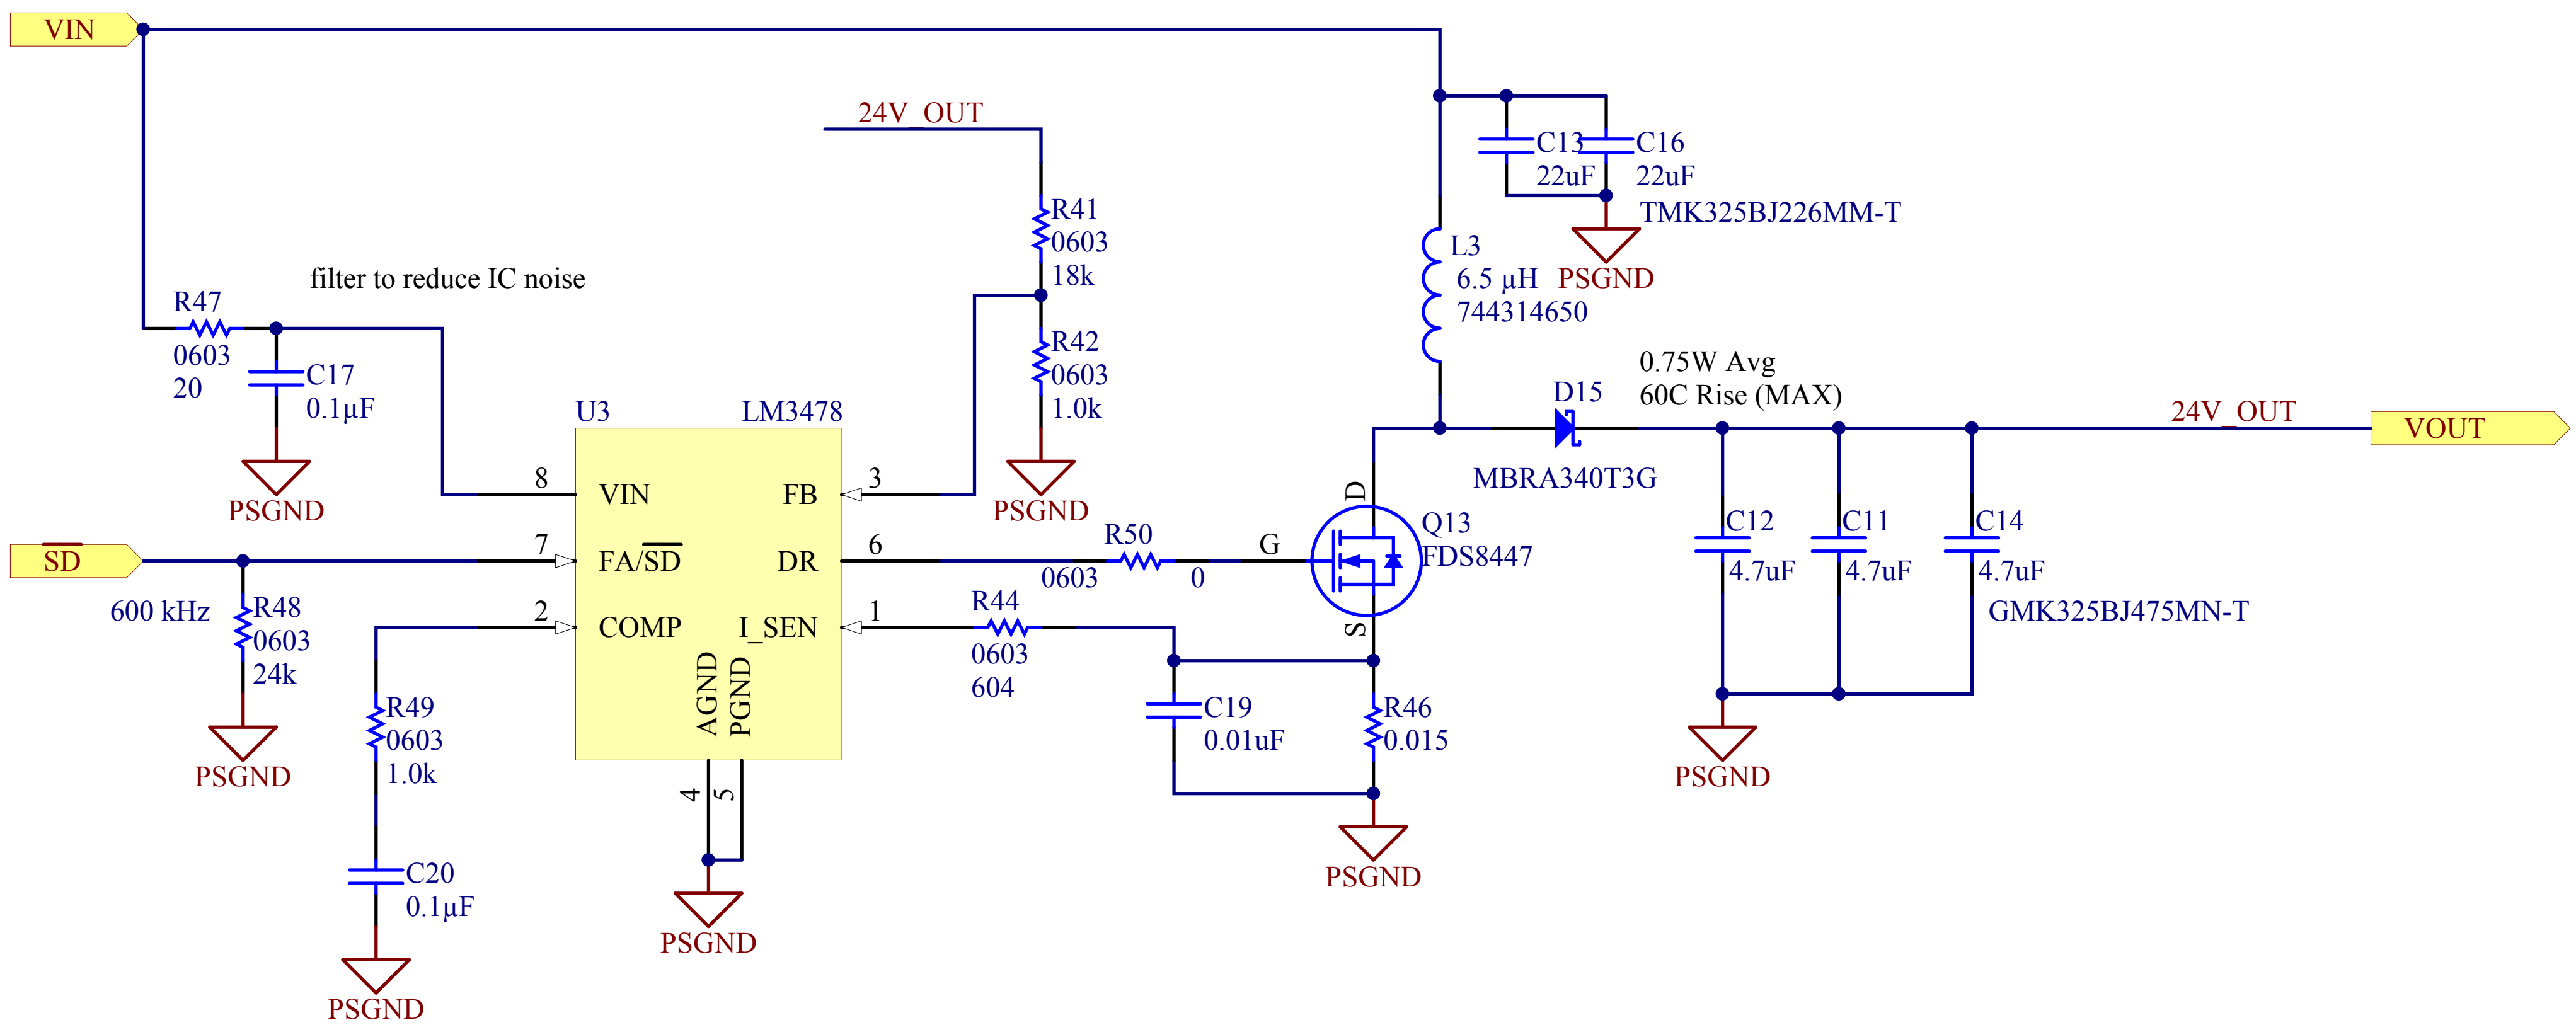 VIN
24V_OUT
C13
22uF
C16
22uF
TMK325BJ226MM-T
PSGND
R41
0603
18k
L3
6.5 µH
744314650
filter to reduce IC noise
R47
0603
20
C17
0.1µF
PSGND
R42
0603
1.0k
PSGND
0.75W Avg
60C Rise (MAX)
D15
MBRA340T3G
24V_OUT
VOUT
U3
LM3478
8
VIN
FB
3
SD
7
FA/SD
DR
6
2
COMP
I_SEN
1
AGND
PGND
4
5
PSGND
600 kHz
R48
0603
24k
PSGND
R49
0603
1.0k
C20
0.1µF
PSGND
R50
0603
0
G
D
S
Q13
FDS8447
R44
0603
604
C19
0.01uF
R46
0.015
PSGND
C12
4.7uF
C11
4.7uF
C14
4.7uF
GMK325BJ475MN-T
PSGND